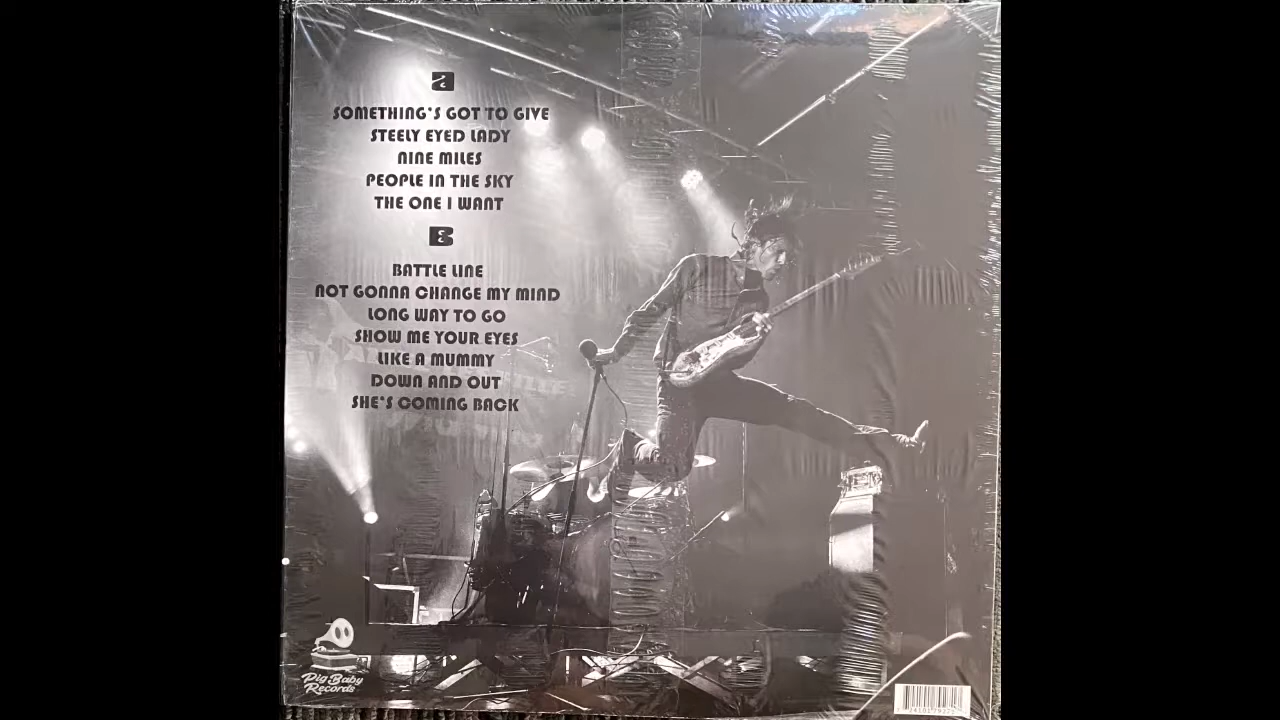 A
SOMETHING'S GOT TO GIVE
STEELY EYED LADY
NINE MILES
PEOPLE IN THE SKY
THE ONE I WANT
B
BATTLE LINE
NOT GONNA CHANGE MY MIND
LONG WAY TO GO
SHOW ME YOUR EYES
LIKE A MUMMY
DOWN AND OUT
SHE'S COMING BACK
Pig Baby
Records